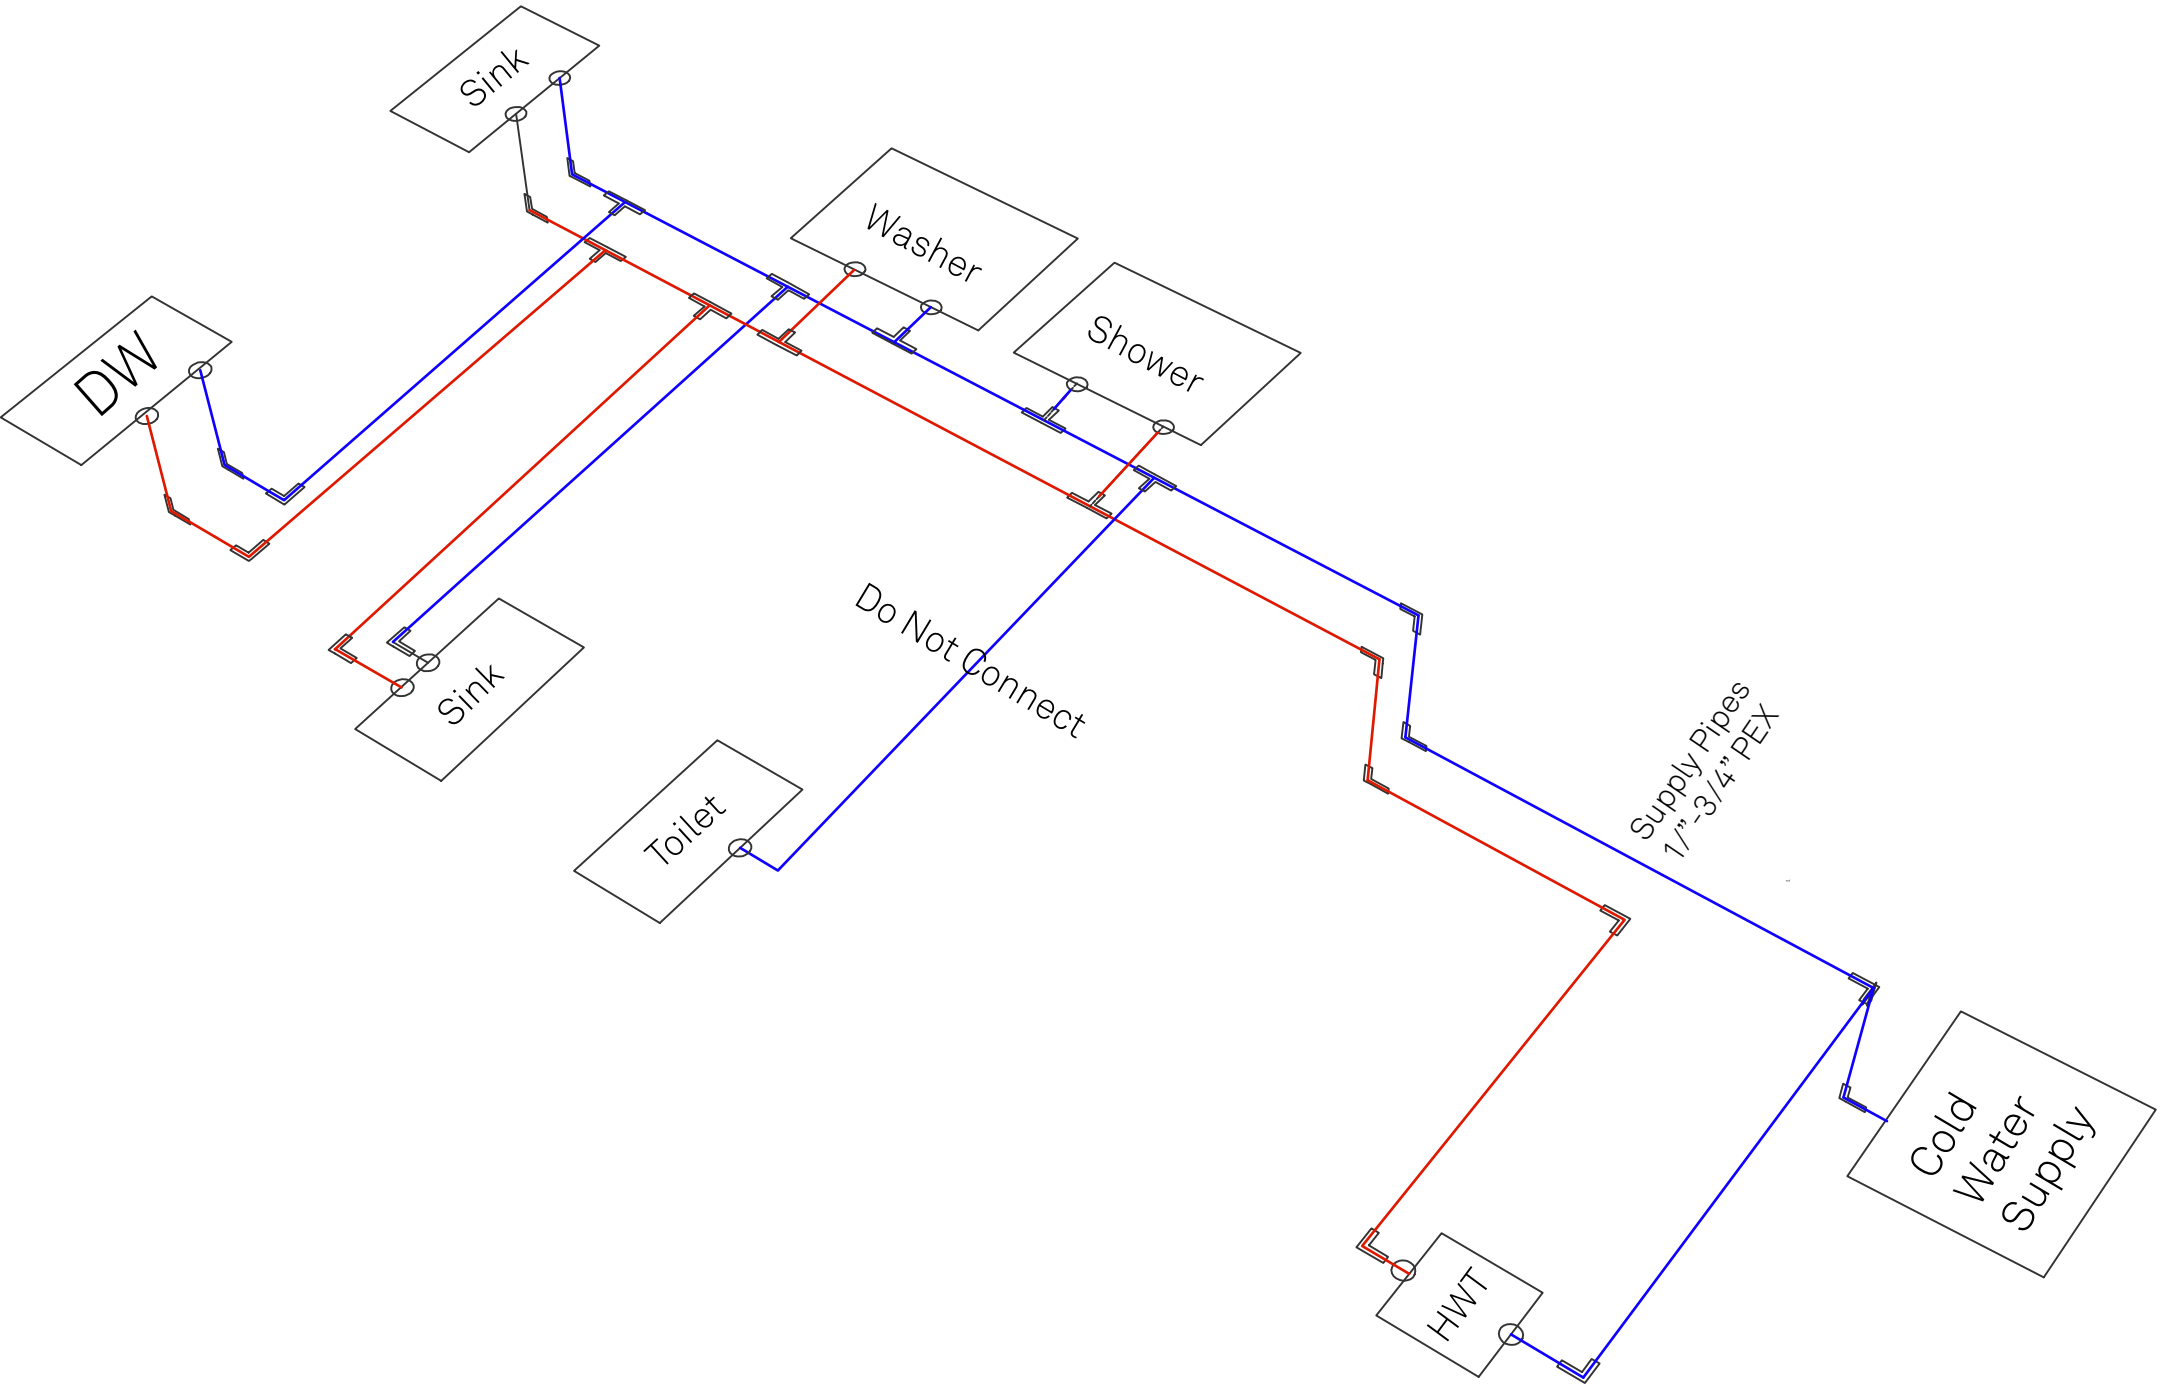 Sink
Washer
Shower
DW
Sink
Do Not Connect
Toilet
Supply Pipes
1/”-3/4” PEX
Cold
Water
Supply
HWT